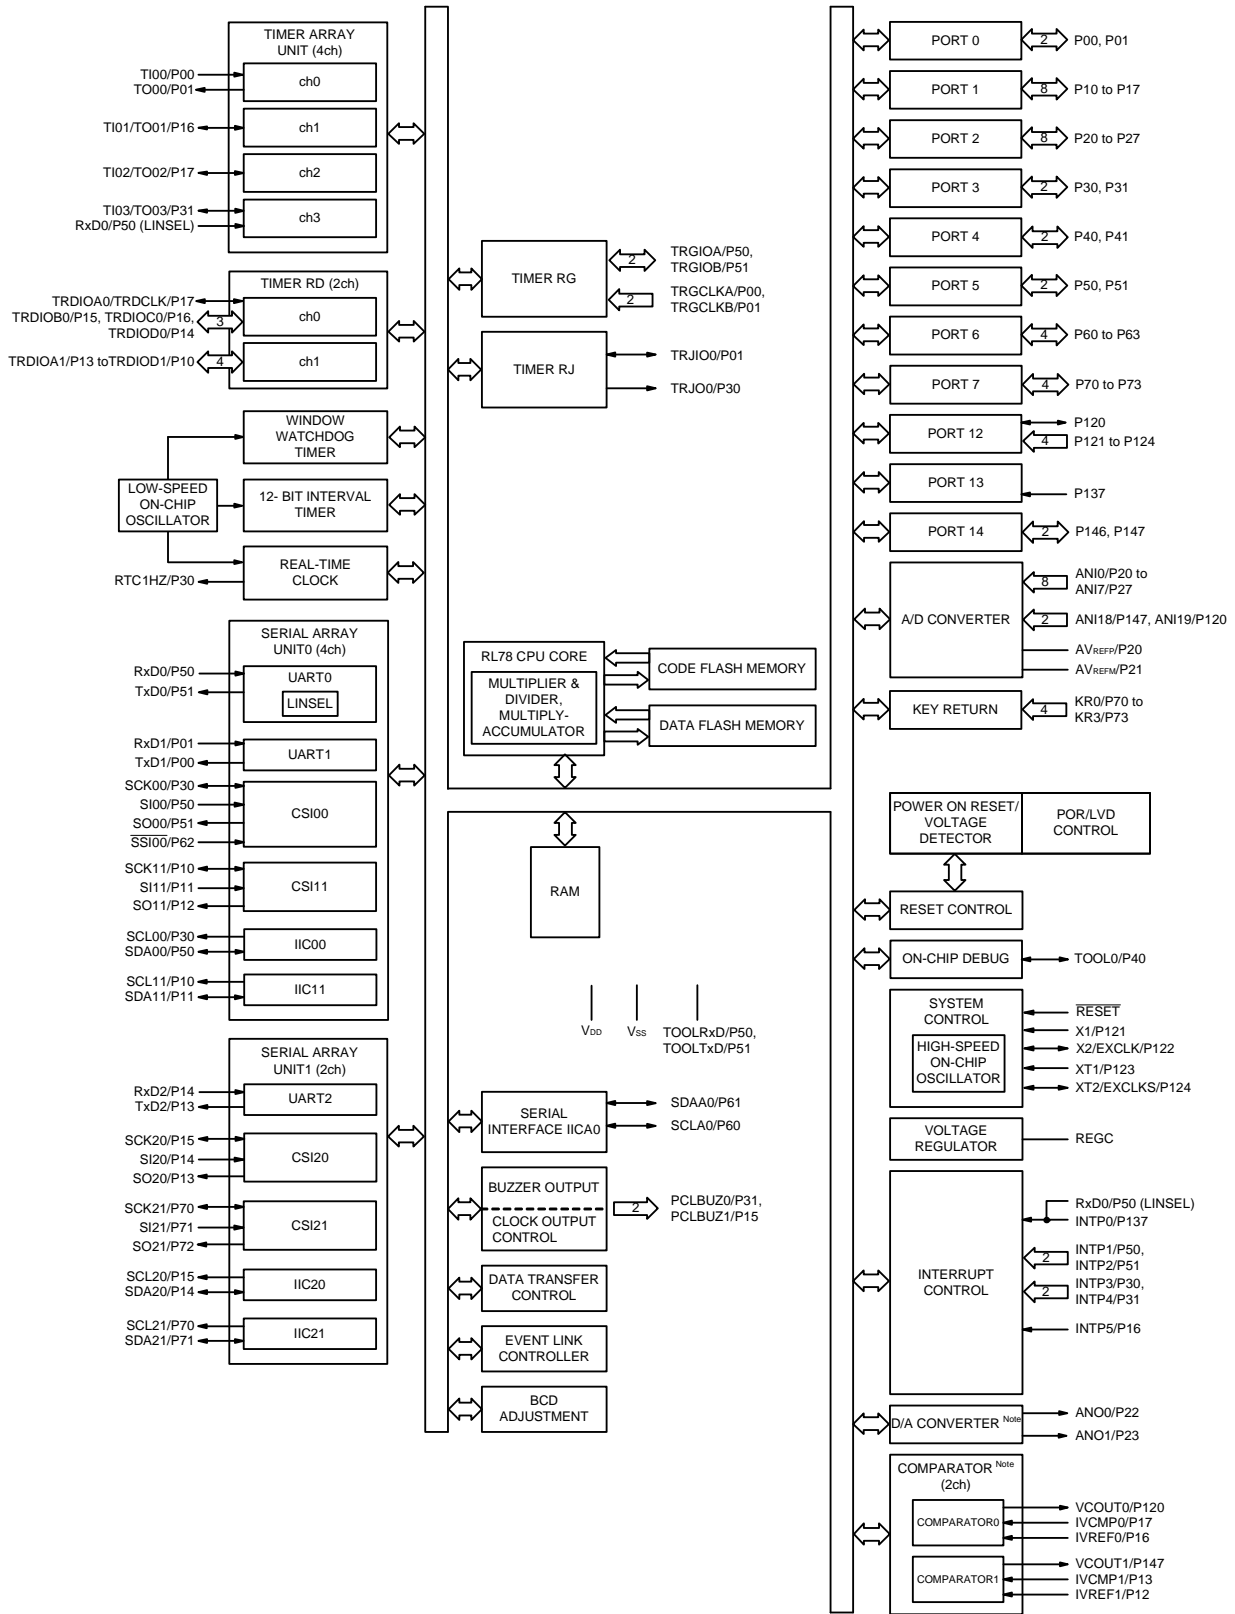 TIMER ARRAY
UNIT (4ch)
TI00/P00
TO00/P01
ch0
TI01/TO01/P16
ch1
TI02/TO02/P17
ch2
TI03/TO03/P31
RxD0/P50 (LINSEL)
ch3
TIMER RD (2ch)
TRDIOA0/TRDCLK/P17
TRDIOB0/P15, TRDIOC0/P16,
TRDIOD0/P14
3
ch0
TRDIOA1/P13 toTRDIOD1/P10
4
ch1
WINDOW
WATCHDOG
TIMER
LOW-SPEED
ON-CHIP
OSCILLATOR
12- BIT INTERVAL
TIMER
REAL-TIME
CLOCK
RTC1HZ/P30
SERIAL ARRAY
UNIT0 (4ch)
RxD0/P50
TxD0/P51
UART0
LINSEL
RxD1/P01
TxD1/P00
UART1
SCK00/P30
SI00/P50
SO00/P51
SSI00/P62
CSI00
SCK11/P10
SI11/P11
SO11/P12
CSI11
SCL00/P30
SDA00/P50
IIC00
SCL11/P10
SDA11/P11
IIC11
SERIAL ARRAY
UNIT1 (2ch)
RxD2/P14
TxD2/P13
UART2
SCK20/P15
SI20/P14
SO20/P13
CSI20
SCK21/P70
SI21/P71
SO21/P72
CSI21
SCL20/P15
SDA20/P14
IIC20
SCL21/P70
SDA21/P71
IIC21
TIMER RG
2
TRGIOA/P50,
TRGIOB/P51
2
TRGCLKA/P00,
TRGCLKB/P01
TIMER RJ
TRJIO0/P01
TRJO0/P30
RL78 CPU CORE
MULTIPLIER &
DIVIDER,
MULTIPLY-
ACCUMULATOR
CODE FLASH MEMORY
DATA FLASH MEMORY
RAM
VDD
VSS
TOOLRxD/P50,
TOOLTxD/P51
SERIAL
INTERFACE IICA0
SDAA0/P61
SCLA0/P60
BUZZER OUTPUT
CLOCK OUTPUT
CONTROL
2
PCLBUZ0/P31,
PCLBUZ1/P15
DATA TRANSFER
CONTROL
EVENT LINK
CONTROLLER
BCD
ADJUSTMENT
PORT 0
2
P00, P01
PORT 1
8
P10 to P17
PORT 2
8
P20 to P27
PORT 3
2
P30, P31
PORT 4
2
P40, P41
PORT 5
2
P50, P51
PORT 6
4
P60 to P63
PORT 7
4
P70 to P73
PORT 12
P120
4
P121 to P124
PORT 13
P137
PORT 14
2
P146, P147
A/D CONVERTER
8
ANI0/P20 to
ANI7/P27
2
ANI18/P147, ANI19/P120
AVREFP/P20
AVREFM/P21
KEY RETURN
4
KR0/P70 to
KR3/P73
POWER ON RESET/
VOLTAGE
DETECTOR
POR/LVD
CONTROL
RESET CONTROL
ON-CHIP DEBUG
TOOL0/P40
SYSTEM
CONTROL
HIGH-SPEED
ON-CHIP
OSCILLATOR
RESET
X1/P121
X2/EXCLK/P122
XT1/P123
XT2/EXCLKS/P124
VOLTAGE
REGULATOR
REGC
INTERRUPT
CONTROL
RxD0/P50 (LINSEL)
INTP0/P137
2
INTP1/P50,
INTP2/P51
2
INTP3/P30,
INTP4/P31
INTP5/P16
D/A CONVERTER Note
ANO0/P22
ANO1/P23
COMPARATOR Note
(2ch)
COMPARATOR0
VCOUT0/P120
IVCMP0/P17
IVREF0/P16
COMPARATOR1
VCOUT1/P147
IVCMP1/P13
IVREF1/P12